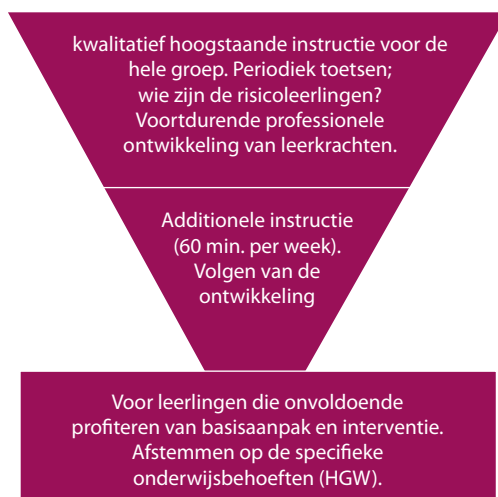 kwalitatief hoogstaande instructie voor de
hele groep. Periodiek toetsen;
wie zijn de risicoleerlingen?
Voortdurende professionele
ontwikkeling van leerkrachten.
Additionele instructie
(60 min. per week).
Volgen van de
ontwikkeling
Voor leerlingen die onvoldoende
profiteren van basisaanpak en interventie.
Afstemmen op de specifieke
onderwijsbehoeften (HGW).